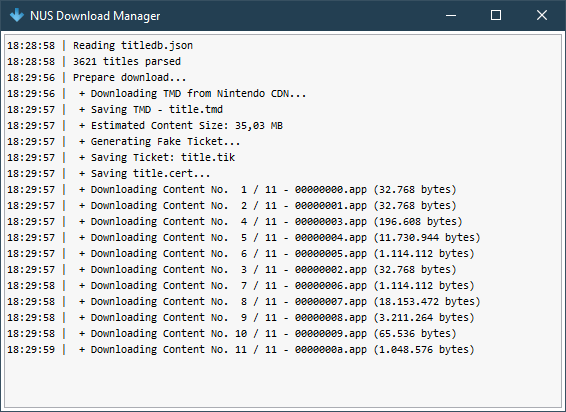 NUS Download Manager
18:28:58 | Reading titledb.json
18:28:58 | 3621 titles parsed
18:29:56 | Prepare download...
18:29:56 |  + Downloading TMD from Nintendo CDN...
18:29:57 |  + Saving TMD - title.tmd
18:29:57 |  + Estimated Content Size: 35,03 MB
18:29:57 |  + Generating Fake Ticket...
18:29:57 |  + Saving Ticket: title.tik
18:29:57 |  + Saving title.cert...
18:29:57 |  + Downloading Content No.  1 / 11 - 00000000.app (32.768 bytes)
18:29:57 |  + Downloading Content No.  2 / 11 - 00000001.app (32.768 bytes)
18:29:57 |  + Downloading Content No.  4 / 11 - 00000003.app (196.608 bytes)
18:29:57 |  + Downloading Content No.  5 / 11 - 00000004.app (11.730.944 bytes)
18:29:57 |  + Downloading Content No.  6 / 11 - 00000005.app (1.114.112 bytes)
18:29:57 |  + Downloading Content No.  3 / 11 - 00000002.app (32.768 bytes)
18:29:58 |  + Downloading Content No.  7 / 11 - 00000006.app (1.114.112 bytes)
18:29:58 |  + Downloading Content No.  8 / 11 - 00000007.app (18.153.472 bytes)
18:29:58 |  + Downloading Content No.  9 / 11 - 00000008.app (3.211.264 bytes)
18:29:58 |  + Downloading Content No. 10 / 11 - 00000009.app (65.536 bytes)
18:29:59 |  + Downloading Content No. 11 / 11 - 0000000a.app (1.048.576 bytes)